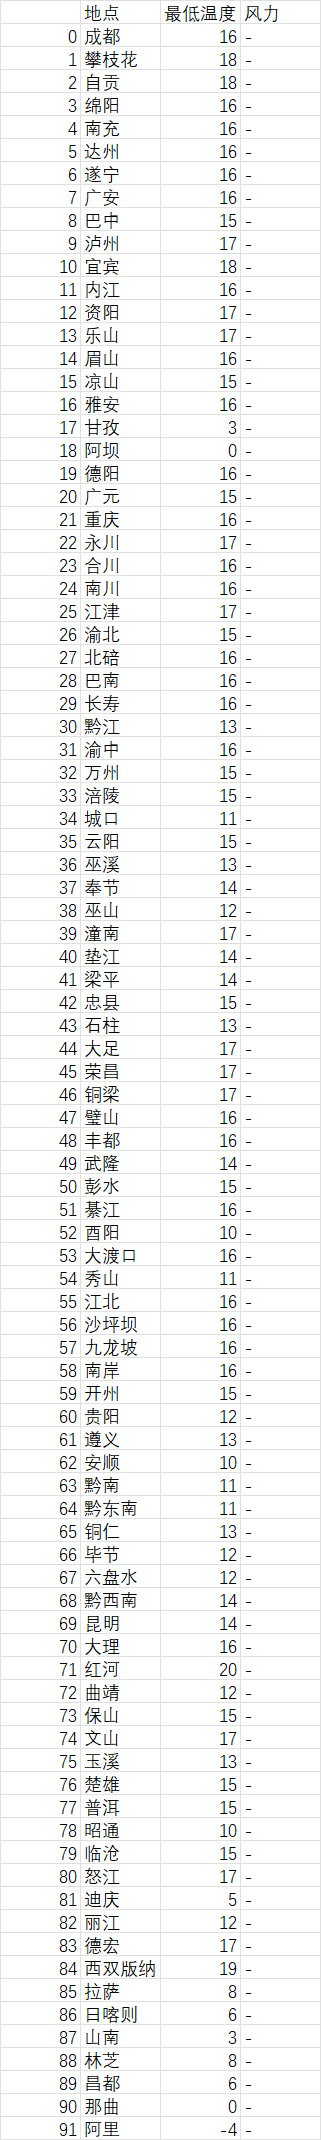 地点 最低温度 风力
0 成都 16 -
1 攀枝花 18 -
2 自贡 18 -
3 绵阳 16 -
4 南充 16 -
5 达州 16 -
6 遂宁 16 -
7 广安 16 -
8 巴中 15 -
9 泸州 17 -
10 宜宾 18 -
11 内江 16 -
12 资阳 17 -
13 乐山 17 -
14 眉山 16 -
15 凉山 15 -
16 雅安 16 -
17 甘孜 3 -
18 阿坝 0 -
19 德阳 16 -
20 广元 15 -
21 重庆 16 -
22 永川 17 -
23 合川 16 -
24 南川 16 -
25 江津 17 -
26 渝北 15 -
27 北碚 16 -
28 巴南 16 -
29 长寿 16 -
30 黔江 13 -
31 渝中 16 -
32 万州 15 -
33 涪陵 15 -
34 城口 11 -
35 云阳 15 -
36 巫溪 13 -
37 奉节 14 -
38 巫山 12 -
39 潼南 17 -
40 垫江 14 -
41 梁平 14 -
42 忠县 15 -
43 石柱 13 -
44 大足 17 -
45 荣昌 17 -
46 铜梁 17 -
47 璧山 16 -
48 丰都 16 -
49 武隆 14 -
50 彭水 15 -
51 綦江 16 -
52 酉阳 10 -
53 大渡口 16 -
54 秀山 11 -
55 江北 16 -
56 沙坪坝 16 -
57 九龙坡 16 -
58 南岸 16 -
59 开州 15 -
60 贵阳 12 -
61 遵义 13 -
62 安顺 10 -
63 黔南 11 -
64 黔东南 11 -
65 铜仁 13 -
66 毕节 12 -
67 六盘水 12 -
68 黔西南 14 -
69 昆明 14 -
70 大理 16 -
71 红河 20 -
72 曲靖 12 -
73 保山 15 -
74 文山 17 -
75 玉溪 13 -
76 楚雄 15 -
77 普洱 15 -
78 昭通 10 -
79 临沧 15 -
80 怒江 17 -
81 迪庆 5 -
82 丽江 12 -
83 德宏 17 -
84 西双版纳 19 -
85 拉萨 8 -
86 日喀则 6 -
87 山南 3 -
88 林芝 8 -
89 昌都 6 -
90 那曲 0 -
91 阿里 -4 -